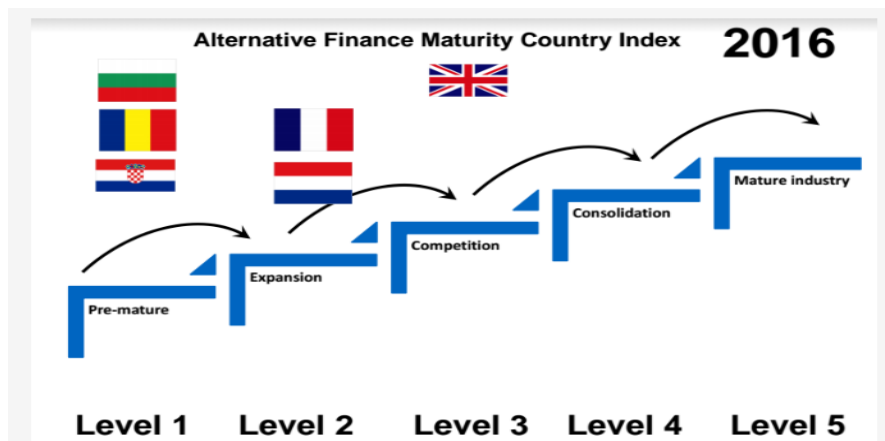 Alternative Finance Maturity Country Index
2016
Mature industry
Consolidation
Competition
Expansion
Pre-mature
Level 1
Level 2
Level 3
Level 4
Level 5